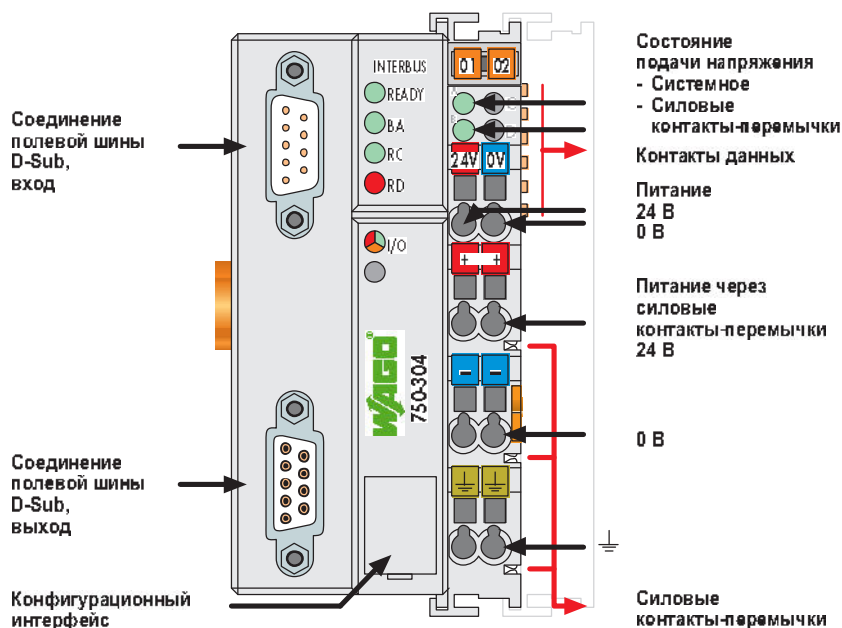 Соединение
полевой шины
D-Sub,
вход
Соединение
полевой шины
D-Sub,
выход
Конфигурационный
интерфейс
INTERBUS
READY
BA
RC
RD
I/O
WAGO
750-304
01 02
A C
B D
24V 0V
+ +
- -
Состояние
подачи напряжения
- Системное
- Силовые
контакты-перемычки
Контакты данных
Питание
24 В
0 В
Питание через
силовые
контакты-перемычки
24 В
0 В
Силовые
контакты-перемычки